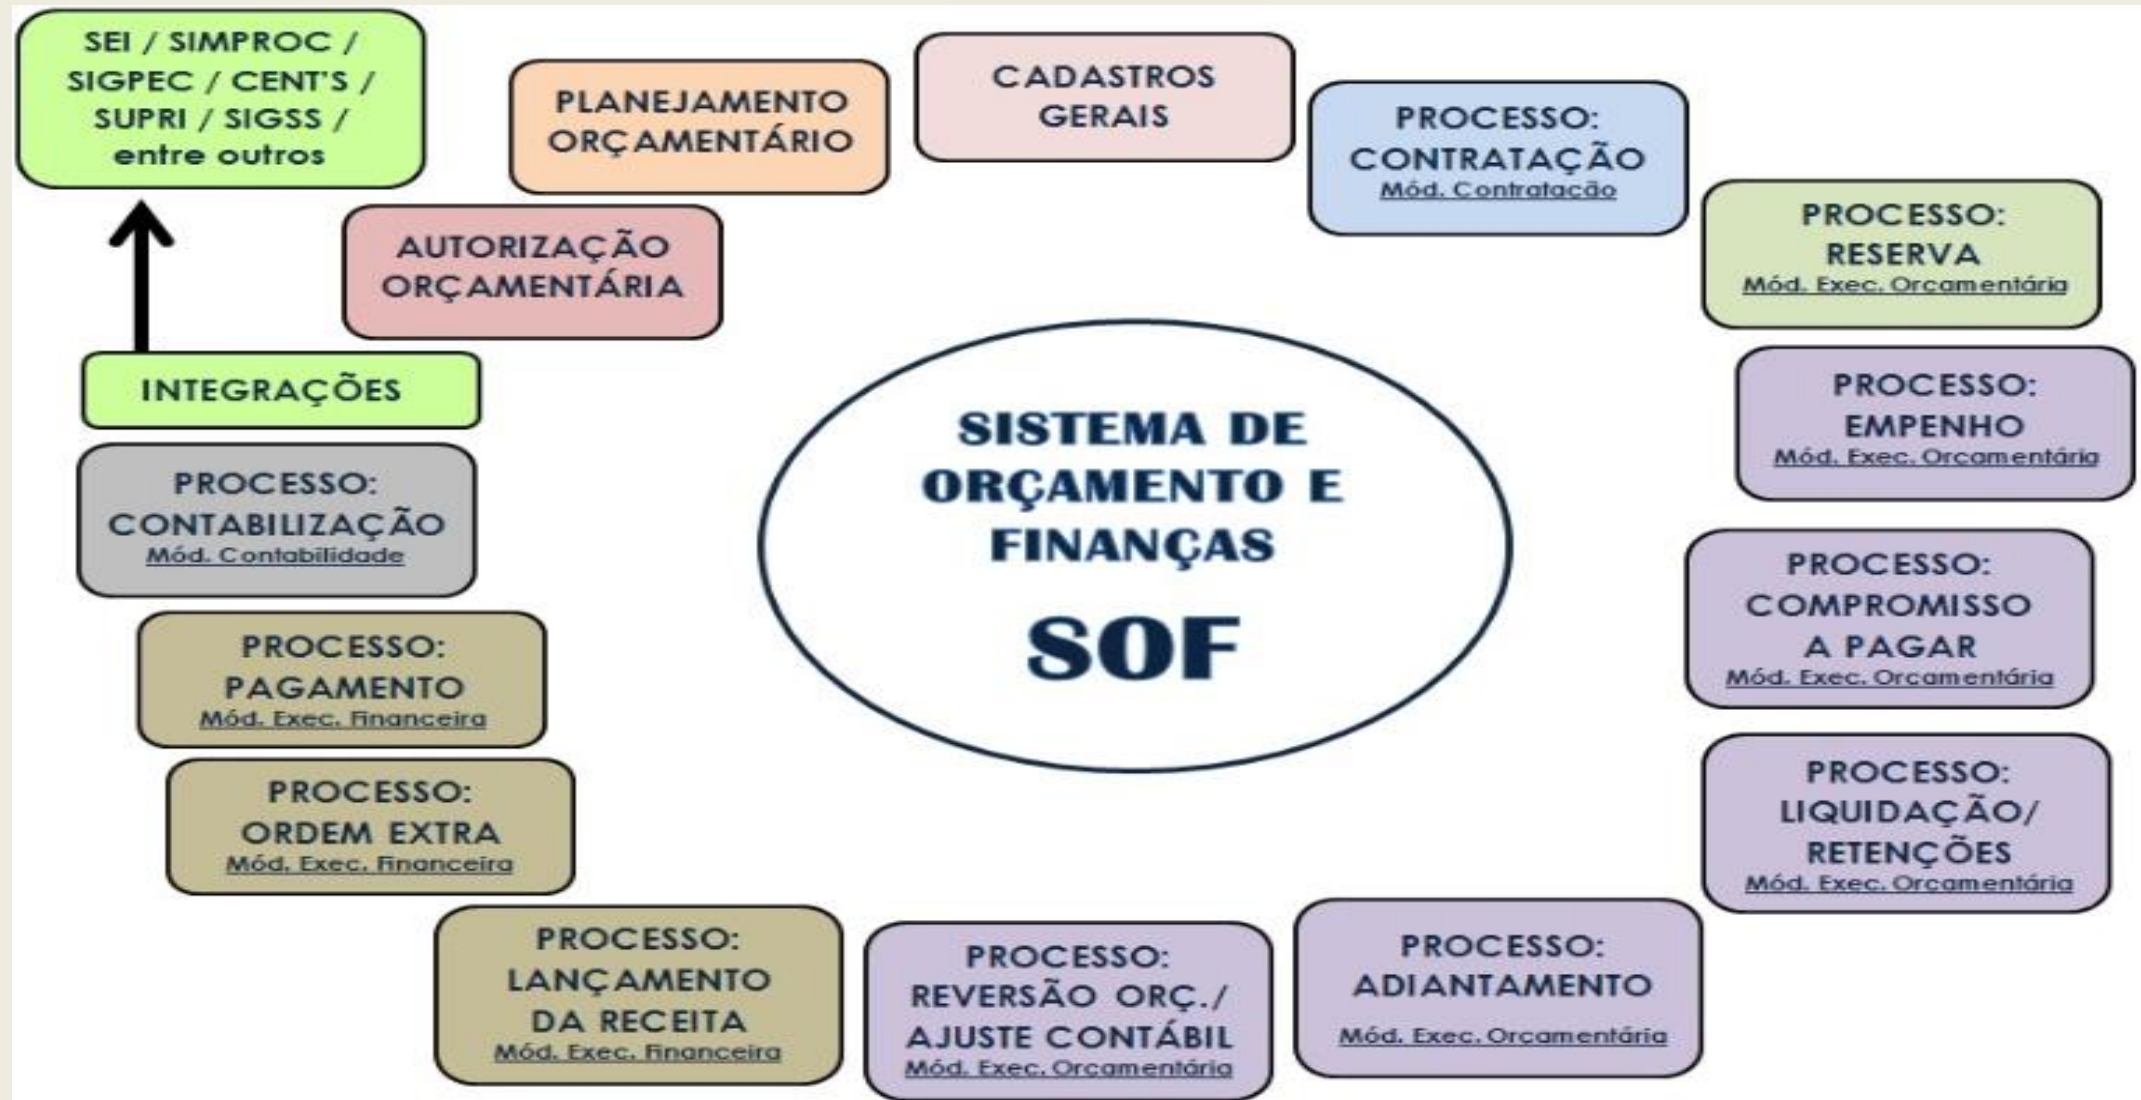 SEI / SIMPROC /
SIGPEC / CENT'S /
SUPRI / SIGSS /
entre outros
PLANEJAMENTO
ORÇAMENTÁRIO
CADASTROS
GERAIS
PROCESSO:
CONTRATAÇÃO
Mód. Contratação
PROCESSO:
RESERVA
Mód. Exec. Orçamentária
AUTORIZAÇÃO
ORÇAMENTÁRIA
INTEGRAÇÕES
PROCESSO:
EMPENHO
Mód. Exec. Orçamentária
SISTEMA DE
ORÇAMENTO E
FINANÇAS
SOF
PROCESSO:
CONTABILIZAÇÃO
Mód. Contabilidade
PROCESSO:
COMPROMISSO
A PAGAR
Mód. Exec. Orçamentária
PROCESSO:
PAGAMENTO
Mód. Exec. Financeira
PROCESSO:
LIQUIDAÇÃO/
RETENÇÕES
Mód. Exec. Orçamentária
PROCESSO:
ORDEM EXTRA
Mód. Exec. Financeira
PROCESSO:
LANÇAMENTO
DA RECEITA
Mód. Exec. Financeira
PROCESSO:
REVERSÃO ORÇ./
AJUSTE CONTÁBIL
Mód. Exec. Orçamentária
PROCESSO:
ADIANTAMENTO
Mód. Exec. Orçamentária